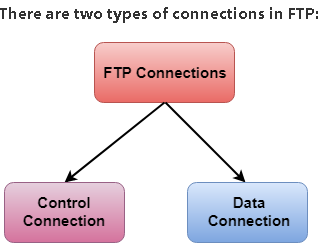 There are two types of connections in FTP:
FTP Connections
Control
Connection
Data
Connection